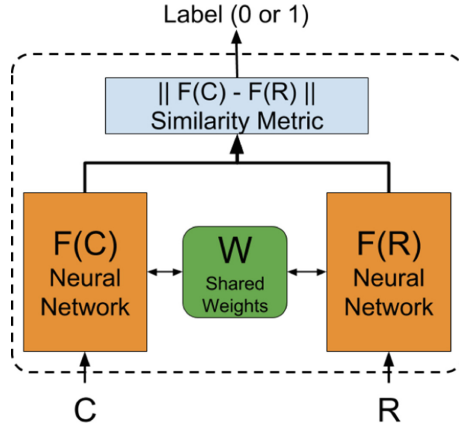 Label (0 or 1)
|| F(C) - F(R) ||
Similarity Metric
F(C)
Neural
Network
W
Shared
Weights
F(R)
Neural
Network
C
R